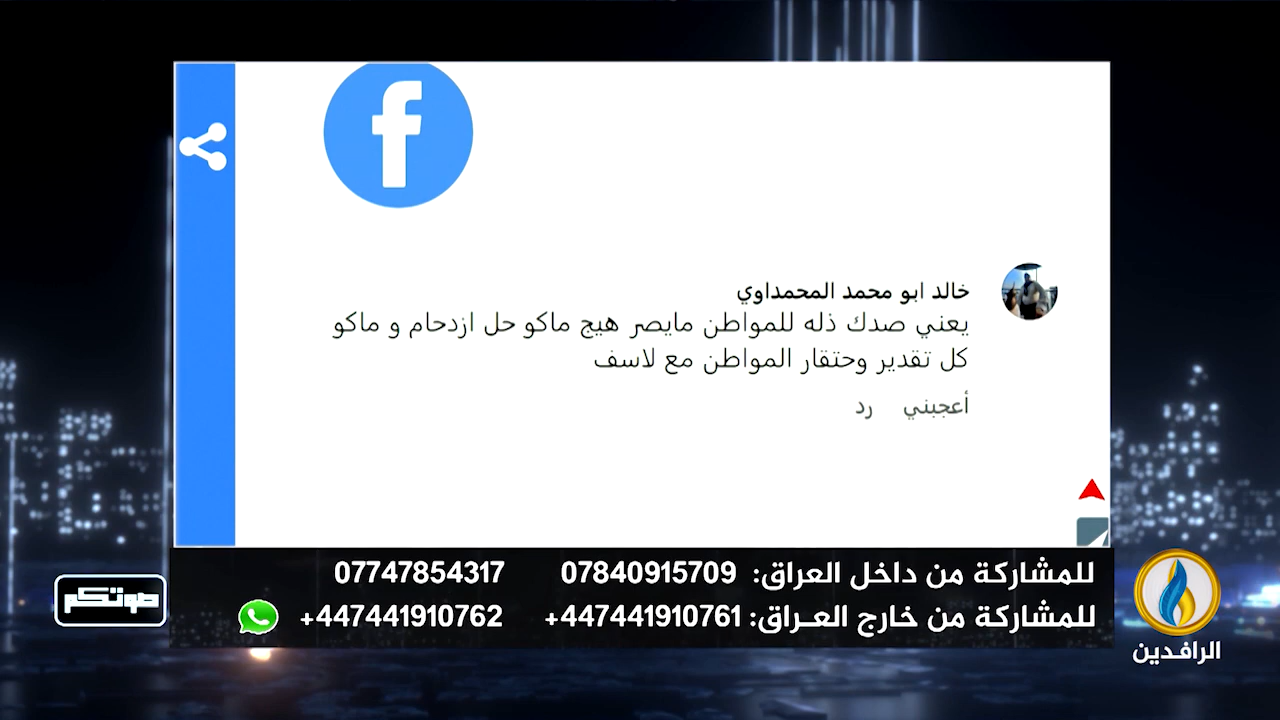 f
خالد ابو محمد المحمداوي
يعني صدك ذله للمواطن مايصر هيج ماكو حل ازدحام و ماكو
كل تقدير وحتقار المواطن مع لاسف
أعجبني رد
للمشاركة من داخل العراق: 07840915709 07747854317
للمشاركة من خارج العـراق: 447441910761+ 447441910762+
صوتكم
الرافدين